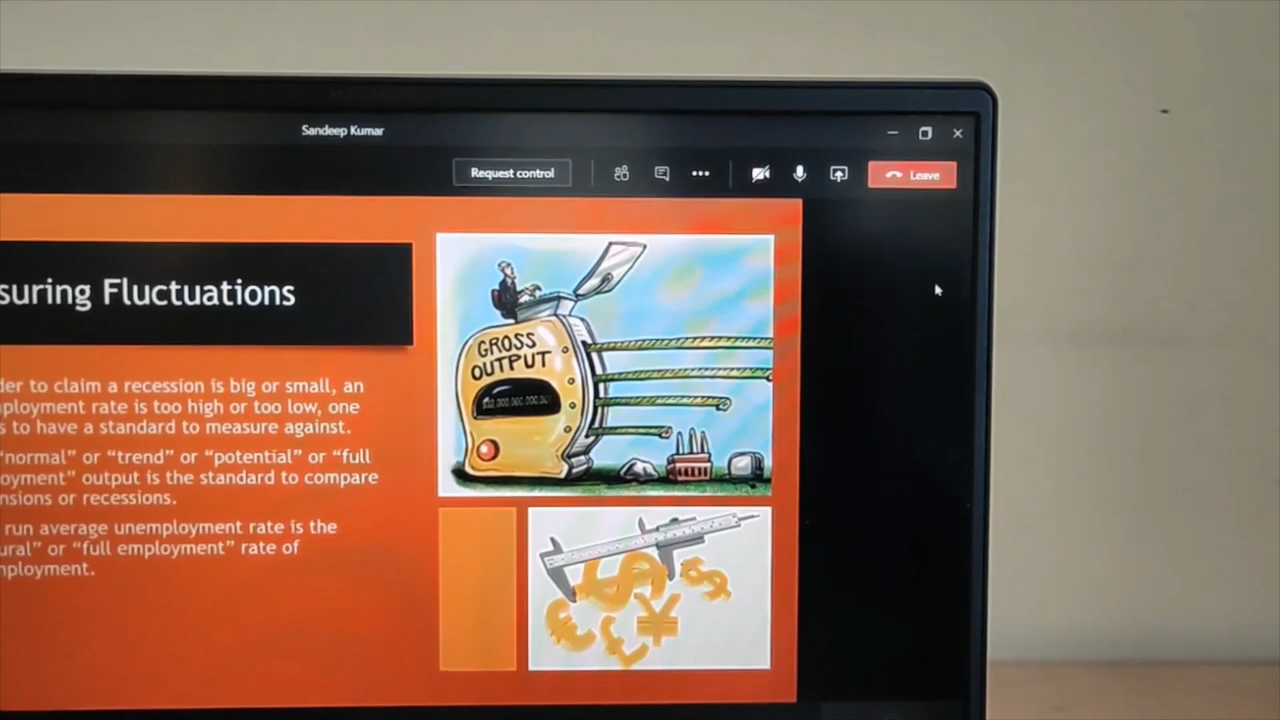 Sandeep Kumar
Request control
Leave
suring Fluctuations
GROSS
OUTPUT
der to claim a recession is big or small, an
ployment rate is too high or too low, one
s to have a standard to measure against.
"normal" or "trend" or "potential" or "full
oyment" output is the standard to compare
nsions or recessions.
run average unemployment rate is the
ural" or "full employment" rate of
mployment.